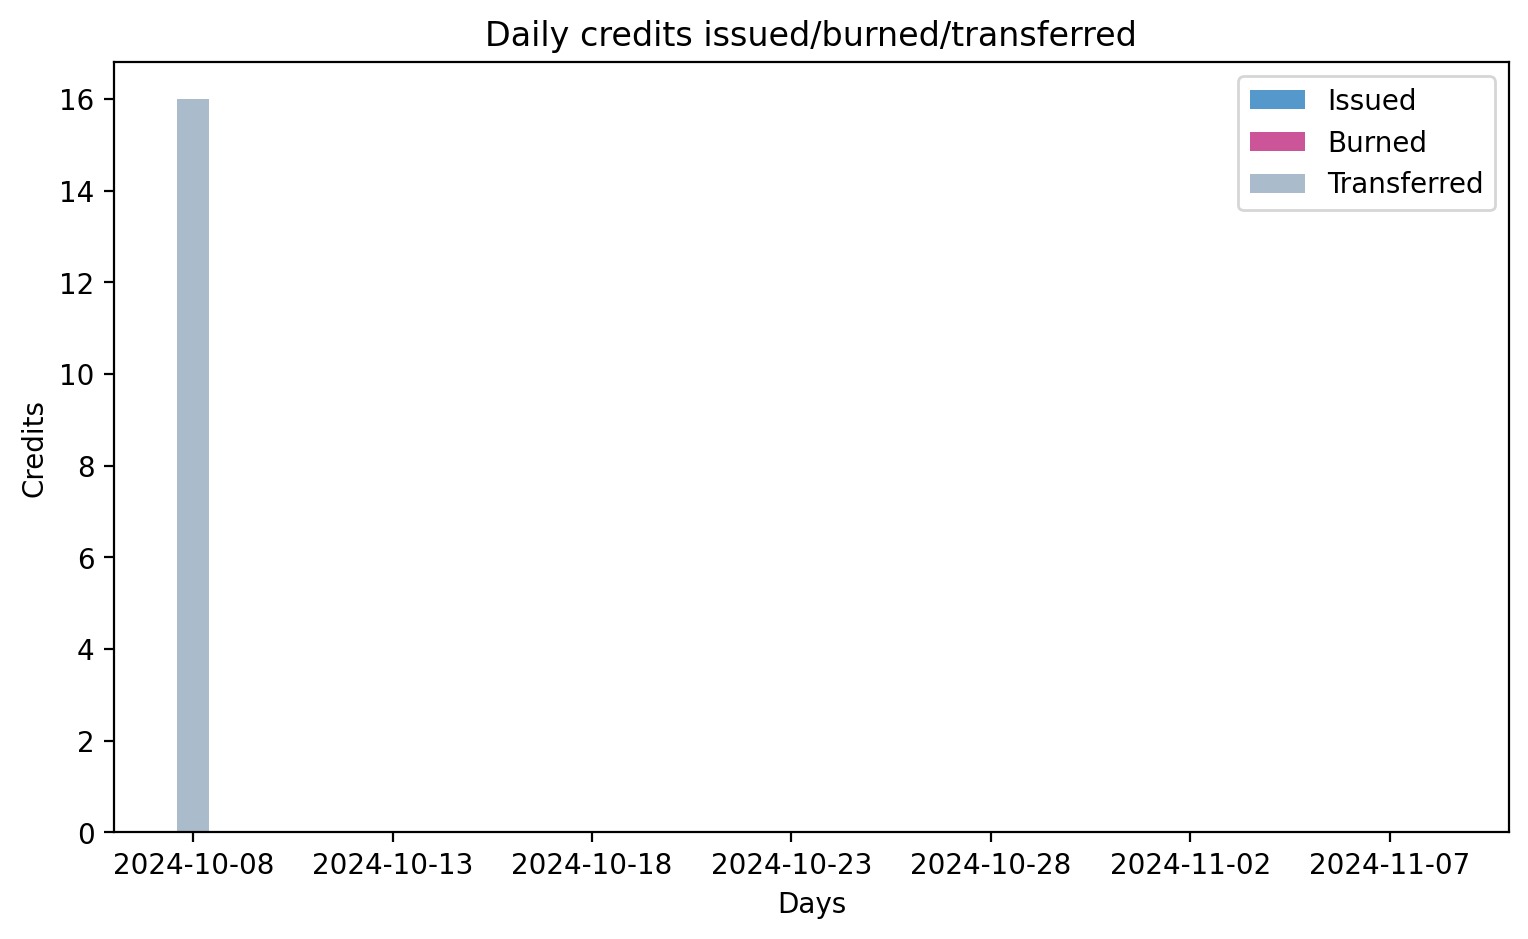 Daily credits issued/burned/transferred
Issued
Burned
Transferred
Credits
16
14
12
10
8
6
4
2
0
2024-10-08 2024-10-13 2024-10-18 2024-10-23 2024-10-28 2024-11-02 2024-11-07
Days